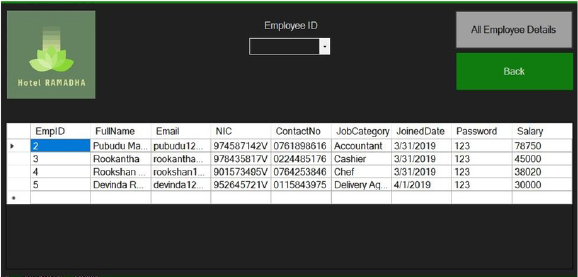 Employee ID
All Employee Details
Hotel RAMADHA
Back
EmpID FullName Email NIC ContactNo JobCategory JoinedDate Password Salary
2 Pubudu Ma... pubudu12... 974587142V 0761898616 Accountant 3/31/2019 123 78750
3 Rookantha rookantha... 978435817V 0224485176 Cashier 3/31/2019 123 45000
4 Rookshan ... rookshan1... 901573495V 0764253846 Chef 3/31/2019 123 38020
5 Devinda R... devinda12... 952645721V 0115843975 Delivery Ag... 4/1/2019 123 30000